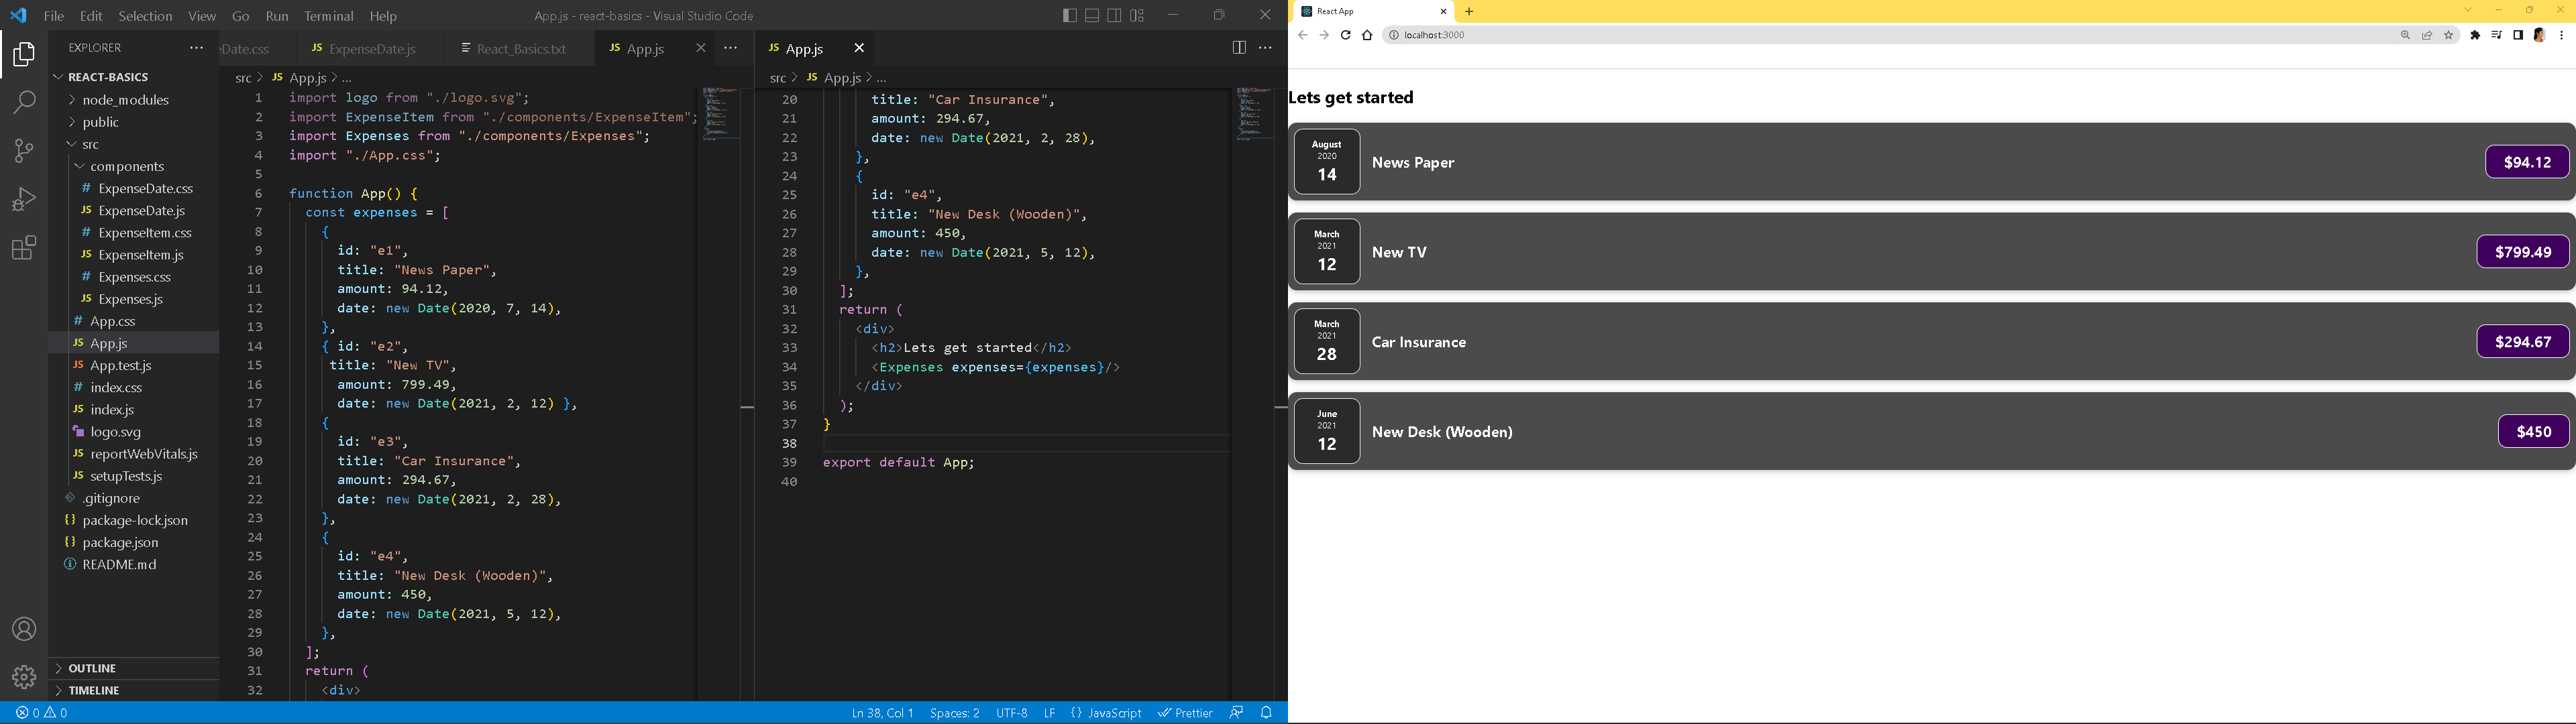 File Edit Selection View Go Run Terminal Help
App.js - react-basics - Visual Studio Code
EXPLORER
REACT-BASICS
node_modules
public
src
components
# ExpenseDate.css
JS ExpenseDate.js
# ExpenseItem.css
JS ExpenseItem.js
# Expenses.css
JS Expenses.js
# App.css
JS App.js
JS App.test.js
# index.css
JS index.js
logo.svg
JS reportWebVitals.js
JS setupTests.js
.gitignore
{} package-lock.json
{} package.json
README.md
OUTLINE
TIMELINE
eDate.css JS ExpenseDate.js React_Basics.txt JS App.js
src > JS App.js > ...
1 import logo from "./logo.svg";
2 import ExpenseItem from "./components/ExpenseItem";
3 import Expenses from "./components/Expenses";
4 import "./App.css";
5
6 function App() {
7 const expenses = [
8 {
9 id: "e1",
10 title: "News Paper",
11 amount: 94.12,
12 date: new Date(2020, 7, 14),
13 },
14 { id: "e2",
15 title: "New TV",
16 amount: 799.49,
17 date: new Date(2021, 2, 12) },
18 {
19 id: "e3",
20 title: "Car Insurance",
21 amount: 294.67,
22 date: new Date(2021, 2, 28),
23 },
24 {
25 id: "e4",
26 title: "New Desk (Wooden)",
27 amount: 450,
28 date: new Date(2021, 5, 12),
29 },
30 ];
31 return (
32 <div>
JS App.js
src > JS App.js > ...
20 title: "Car Insurance",
21 amount: 294.67,
22 date: new Date(2021, 2, 28),
23 },
24 {
25 id: "e4",
26 title: "New Desk (Wooden)",
27 amount: 450,
28 date: new Date(2021, 5, 12),
29 },
30 ];
31 return (
32 <div>
33 <h2>Lets get started</h2>
34 <Expenses expenses={expenses}/>
35 </div>
36 );
37 }
38
39 export default App;
40
0 0
Ln 38, Col 1 Spaces: 2 UTF-8 LF {} JavaScript Prettier
React App
localhost:3000
Lets get started
August
2020
14
News Paper
$94.12
March
2021
12
New TV
$799.49
March
2021
28
Car Insurance
$294.67
June
2021
12
New Desk (Wooden)
$450